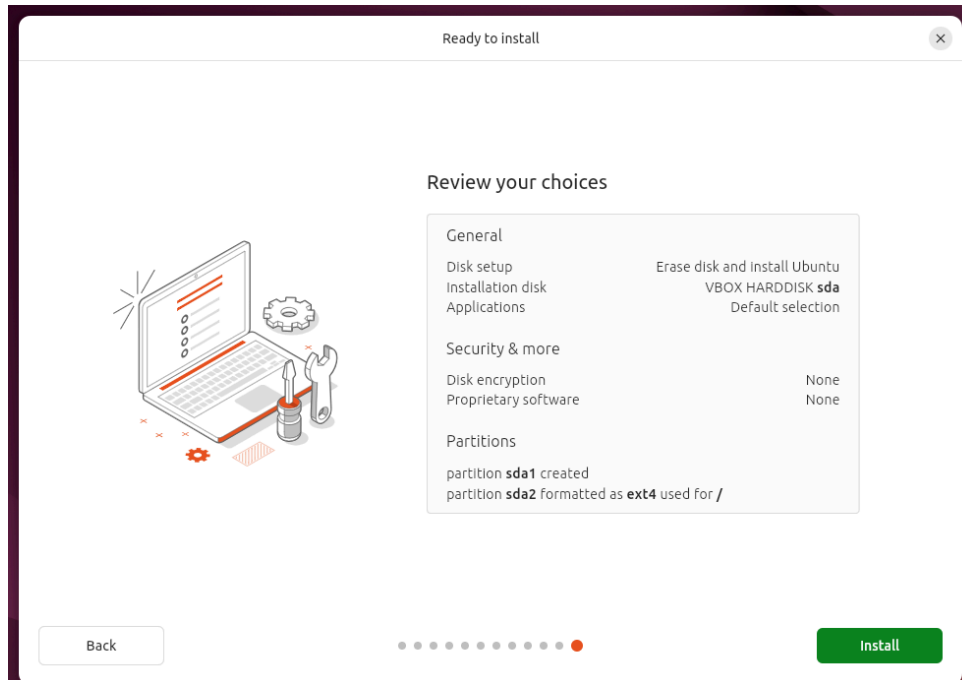 Ready to install
Review your choices
General
Disk setup Erase disk and install Ubuntu
Installation disk VBOX HARDDISK sda
Applications Default selection
Security & more
Disk encryption None
Proprietary software None
Partitions
partition sda1 created
partition sda2 formatted as ext4 used for /
Back Install